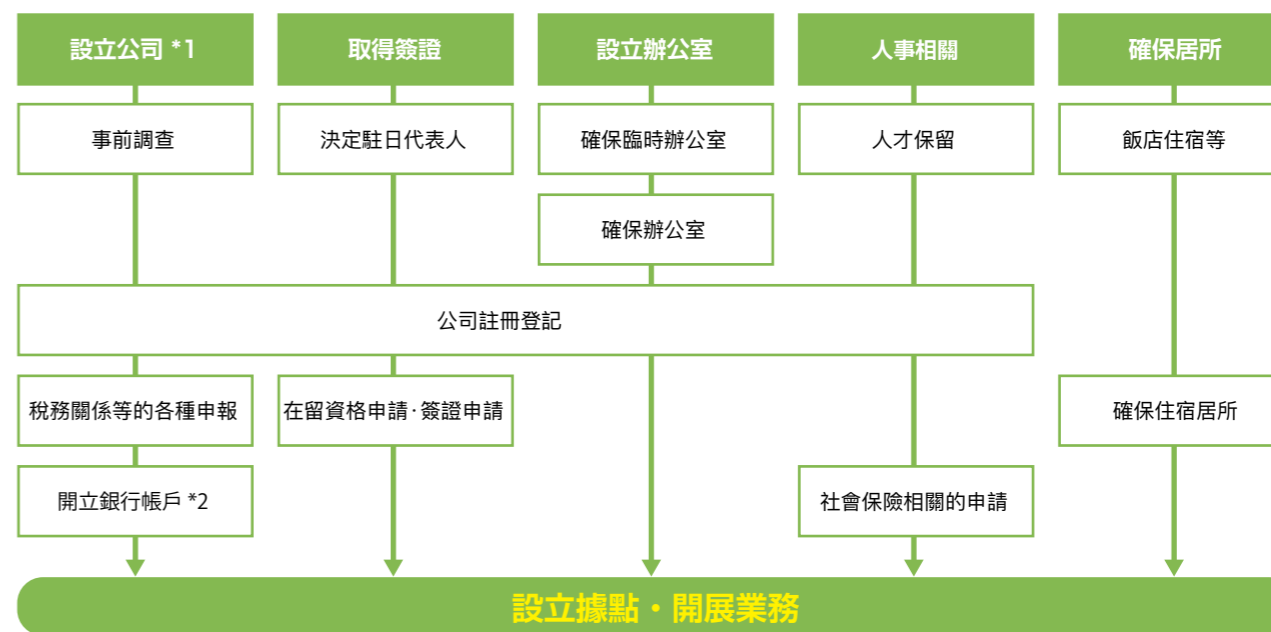 設立公司 *1
取得簽證
設立辦公室
人事相關
確保居所
事前調查
決定駐日代表人
確保臨時辦公室
人才保留
飯店住宿等
確保辦公室
公司註冊登記
稅務關係等的各種申報
在留資格申請·簽證申請
確保住宿居所
開立銀行帳戶 *2
社會保險相關的申請
設立據點・開展業務